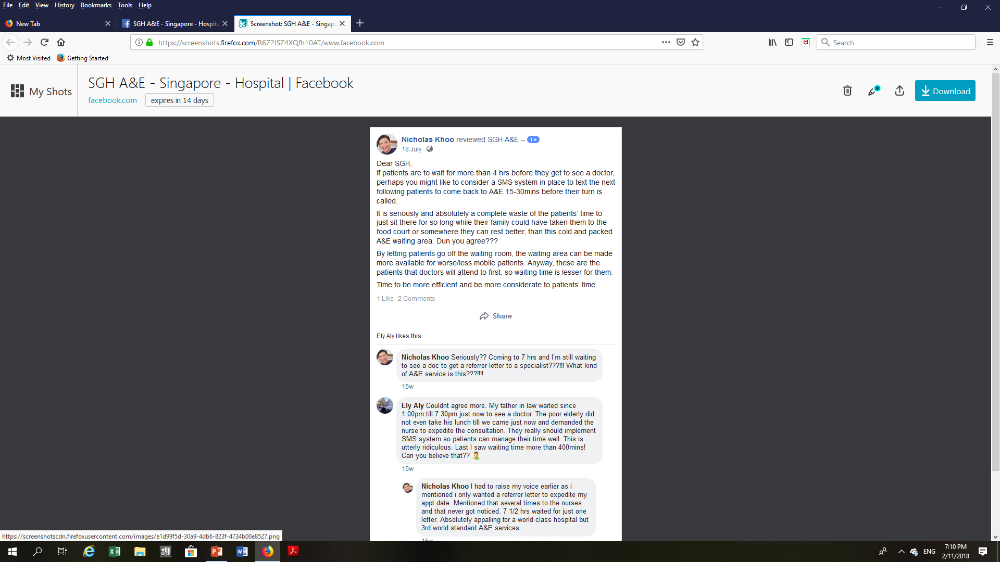 File Edit View History Bookmarks Tools Help
New Tab
SGH A&E - Singapore - Hospita
Screenshot: SGH A&E - Singapo
https://screenshots.firefox.com/R6Z2ISZ4XQfh10AT/www.facebook.com
Search
Most Visited Getting Started
My Shots
SGH A&E - Singapore - Hospital | Facebook
facebook.com expires in 14 days
Download
Nicholas Khoo reviewed SGH A&E – 1★
18 July ·
Dear SGH,
If patients are to wait for more than 4 hrs before they get to see a doctor,
perhaps you might like to consider a SMS system in place to text the next
following patients to come back to A&E 15-30mins before their turn is
called.
It is seriously and absolutely a complete waste of the patients' time to
just sit there for so long while their family could have taken them to the
food court or somewhere they can rest better, than this cold and packed
A&E waiting area. Dun you agree???
By letting patients go off the waiting room, the waiting area can be made
more available for worse/less mobile patients. Anyway, these are the
patients that doctors will attend to first, so waiting time is lesser for them.
Time to be more efficient and be more considerate to patients' time.
1 Like 2 Comments
Share
Ely Aly likes this.
Nicholas Khoo Seriously?? Coming to 7 hrs and I'm still waiting
to see a doc to get a referrer letter to a specialist???!!! What kind
of A&E service is this???!!!!
15w
Ely Aly Couldnt agree more. My father in law waited since
1.00pm till 7.30pm just now to see a doctor. The poor elderly did
not even take his lunch till we came just now and demanded the
nurse to expedite the consultation. They really should implement
SMS system so patients can manage their time well. This is
utterly ridiculous. Last I saw waiting time more than 400mins!
Can you believe that?? 🤦
15w
Nicholas Khoo I had to raise my voice earlier as i
mentioned i only wanted a referrer letter to expedite my
appt date. Mentioned that several times to the nurses
and that never got noticed. 7 1/2 hrs waited for just one
letter. Absolutely appalling for a world class hospital but
3rd world standard A&E services.
15w
https://screenshotscdn.firefoxusercontent.com/images/e1d99f5d-30a9-4db6-823f-4734b00e8527.png
ENG
7:10 PM
2/11/2018